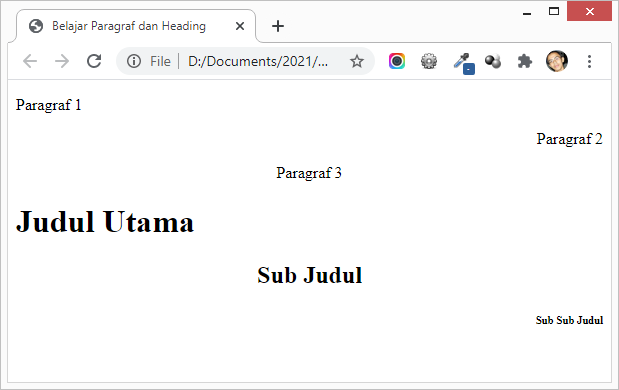 Belajar Paragraf dan Heading
File D:/Documents/2021/...
Paragraf 1
Paragraf 2
Paragraf 3
Judul Utama
Sub Judul
Sub Sub Judul